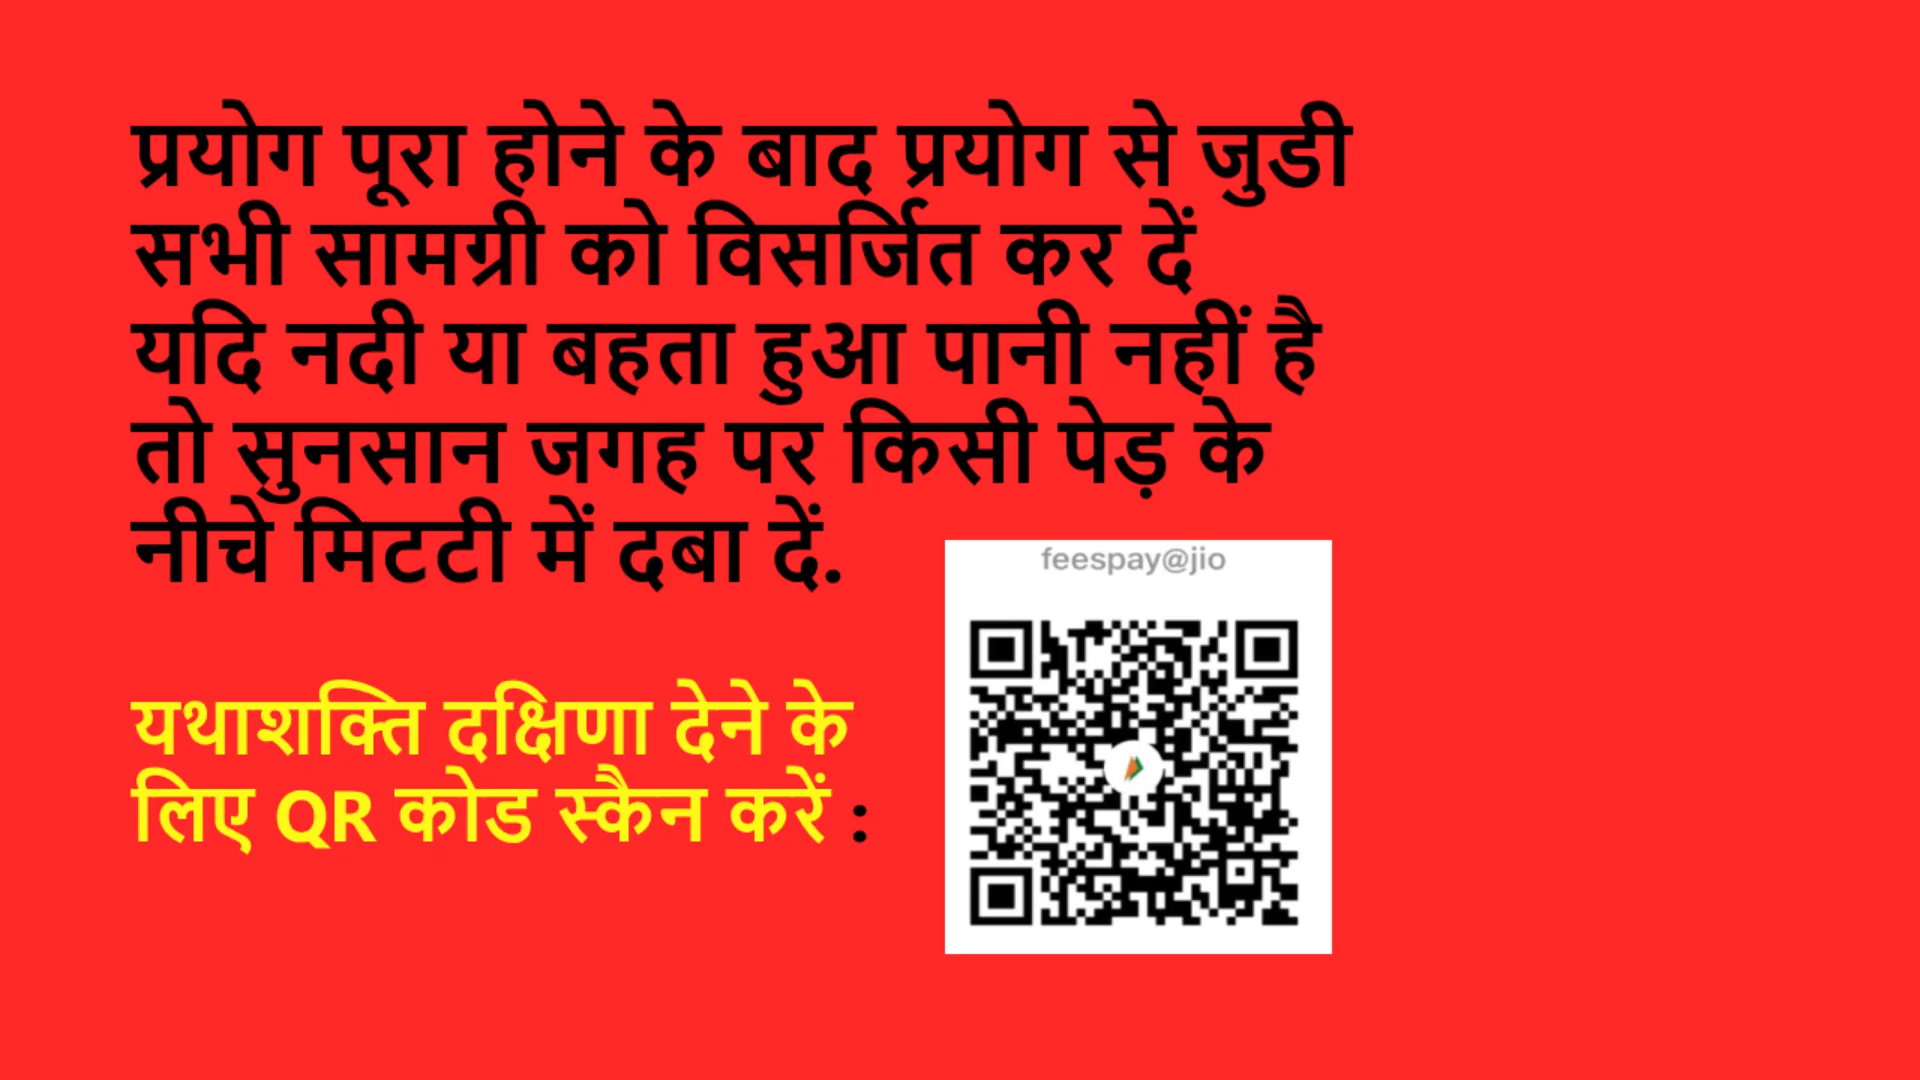 प्रयोग पूरा होने के बाद प्रयोग से जुडी
सभी सामग्री को विसर्जित कर दें
यदि नदी या बहता हुआ पानी नहीं है
तो सुनसान जगह पर किसी पेड़ के
नीचे मिटटी में दबा दें.
feespay@jio
यथाशक्ति दक्षिणा देने के
लिए QR कोड स्कैन करें :